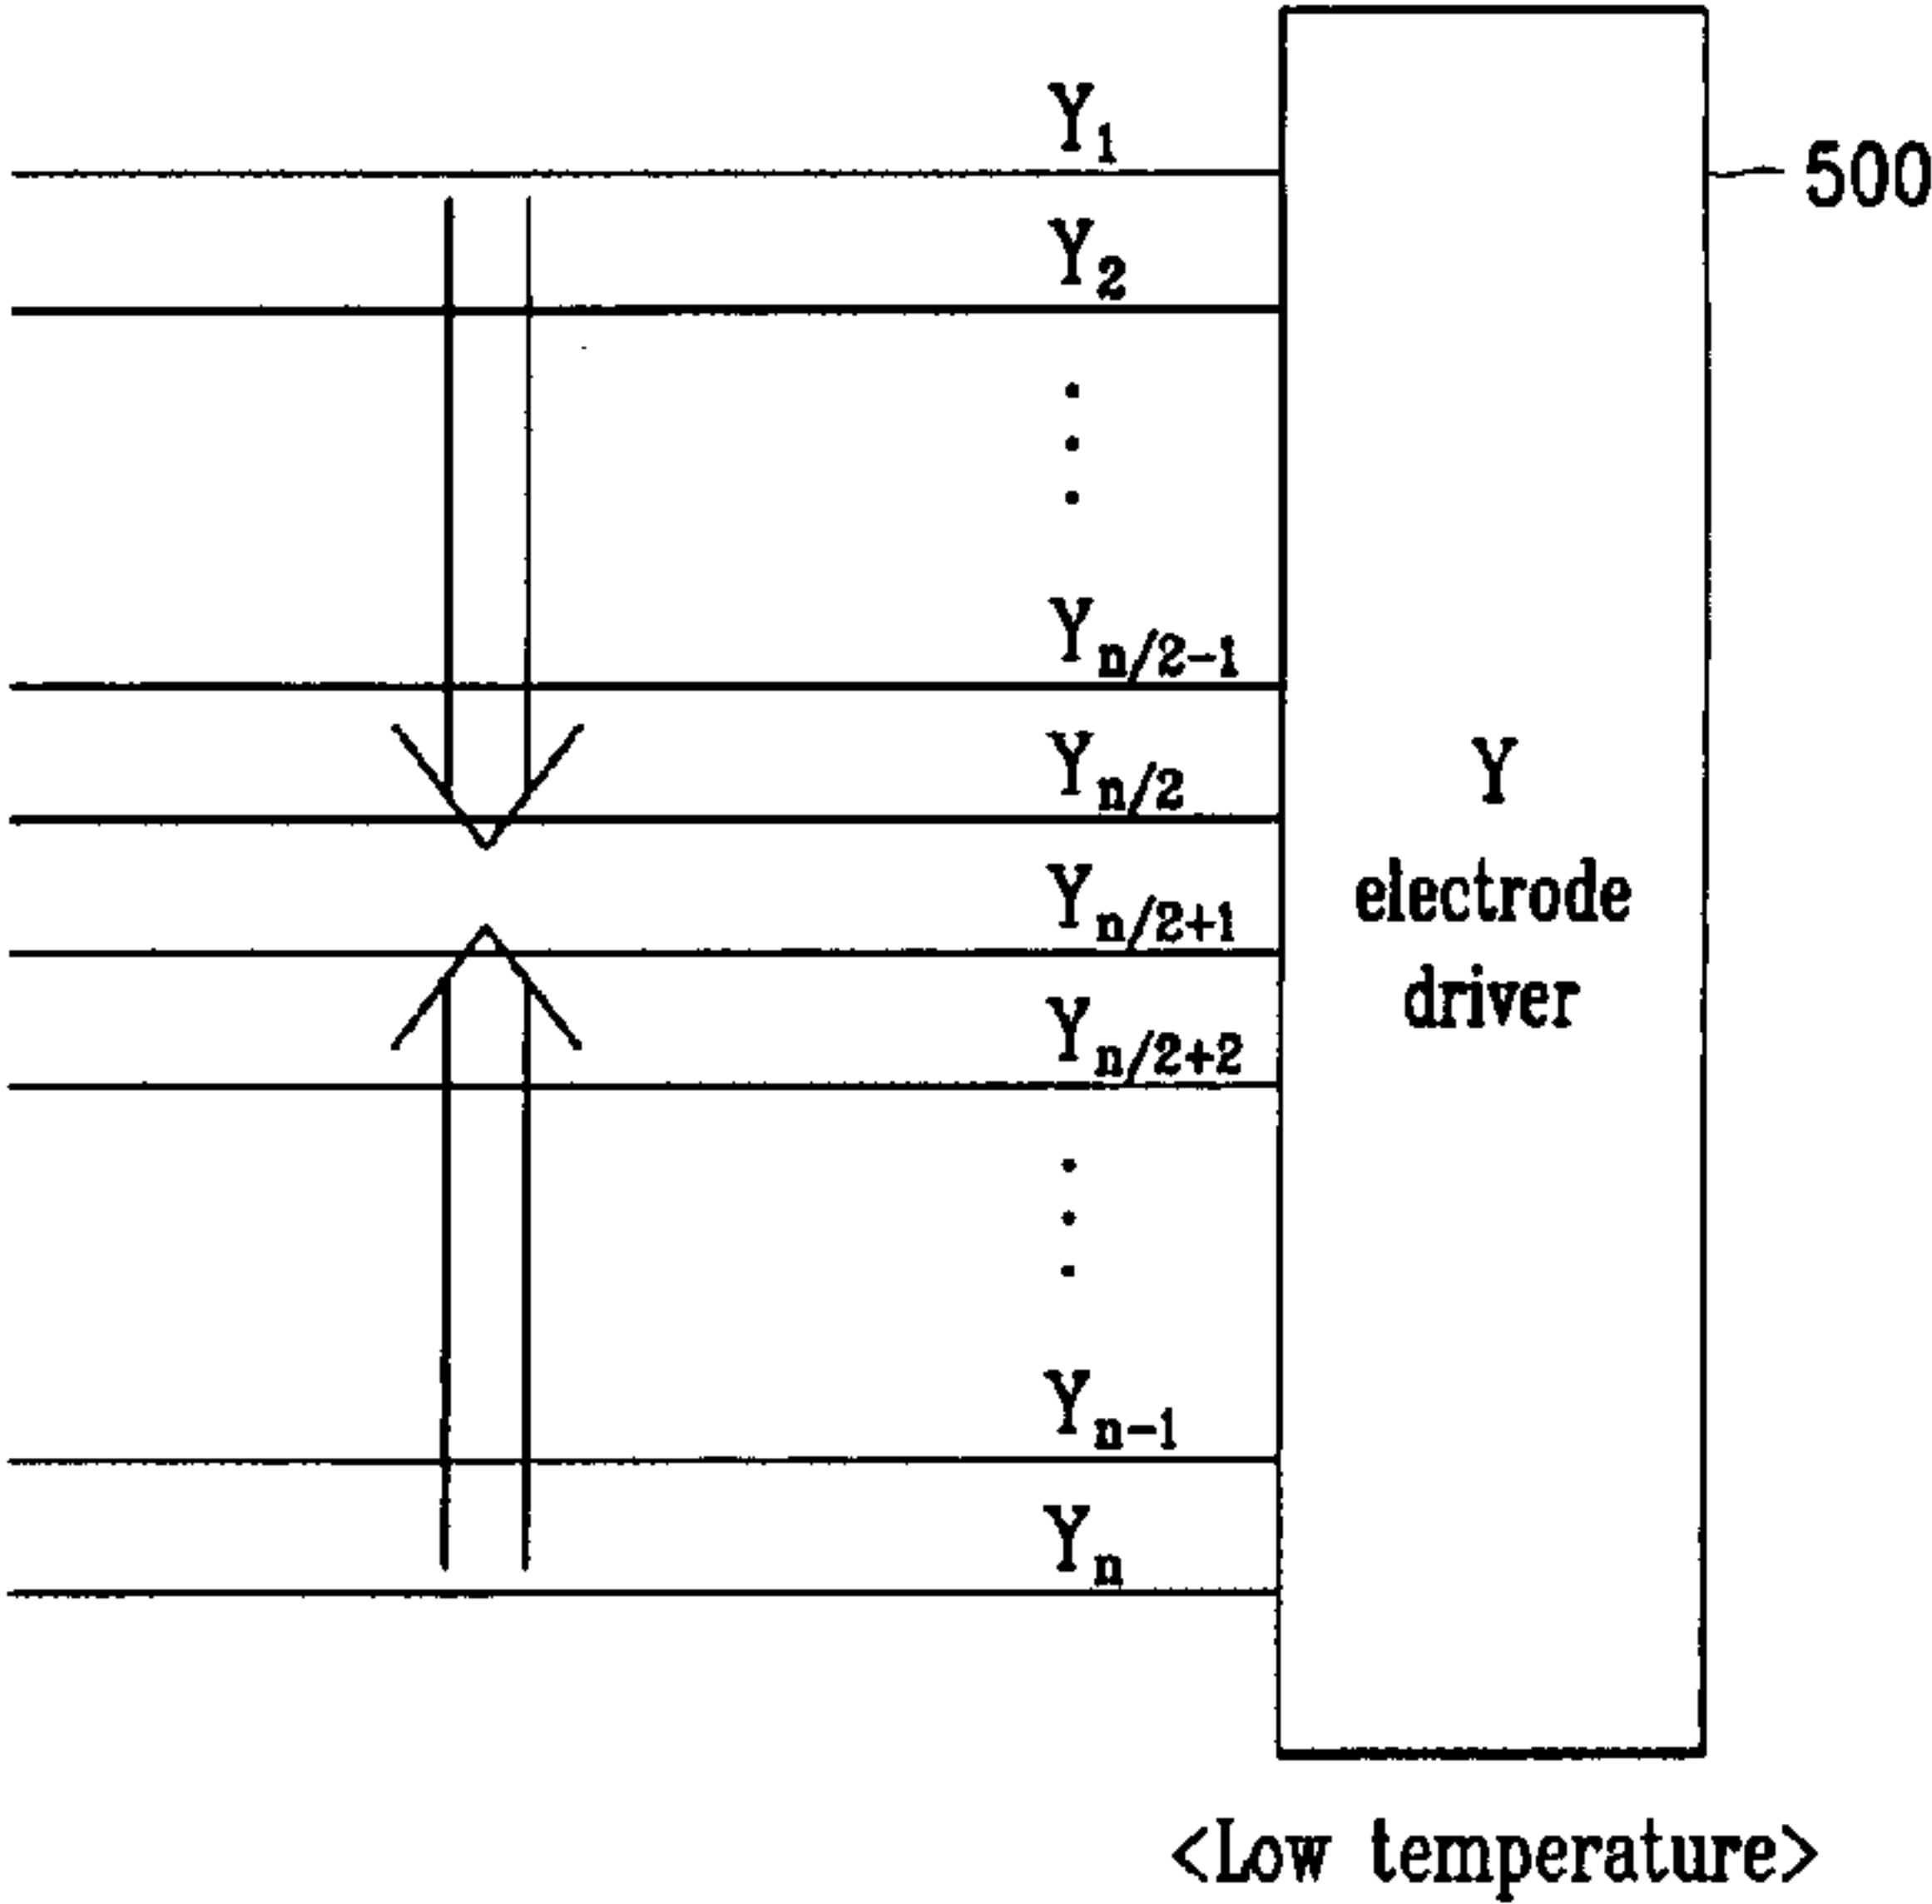 Y₁
500
Y₂
Yₙ/₂₋₁
Yₙ/₂
Yₙ/₂₊₁
Yₙ/₂₊₂
Yₙ₋₁
Yₙ
Y
electrode
driver
<Low temperature>